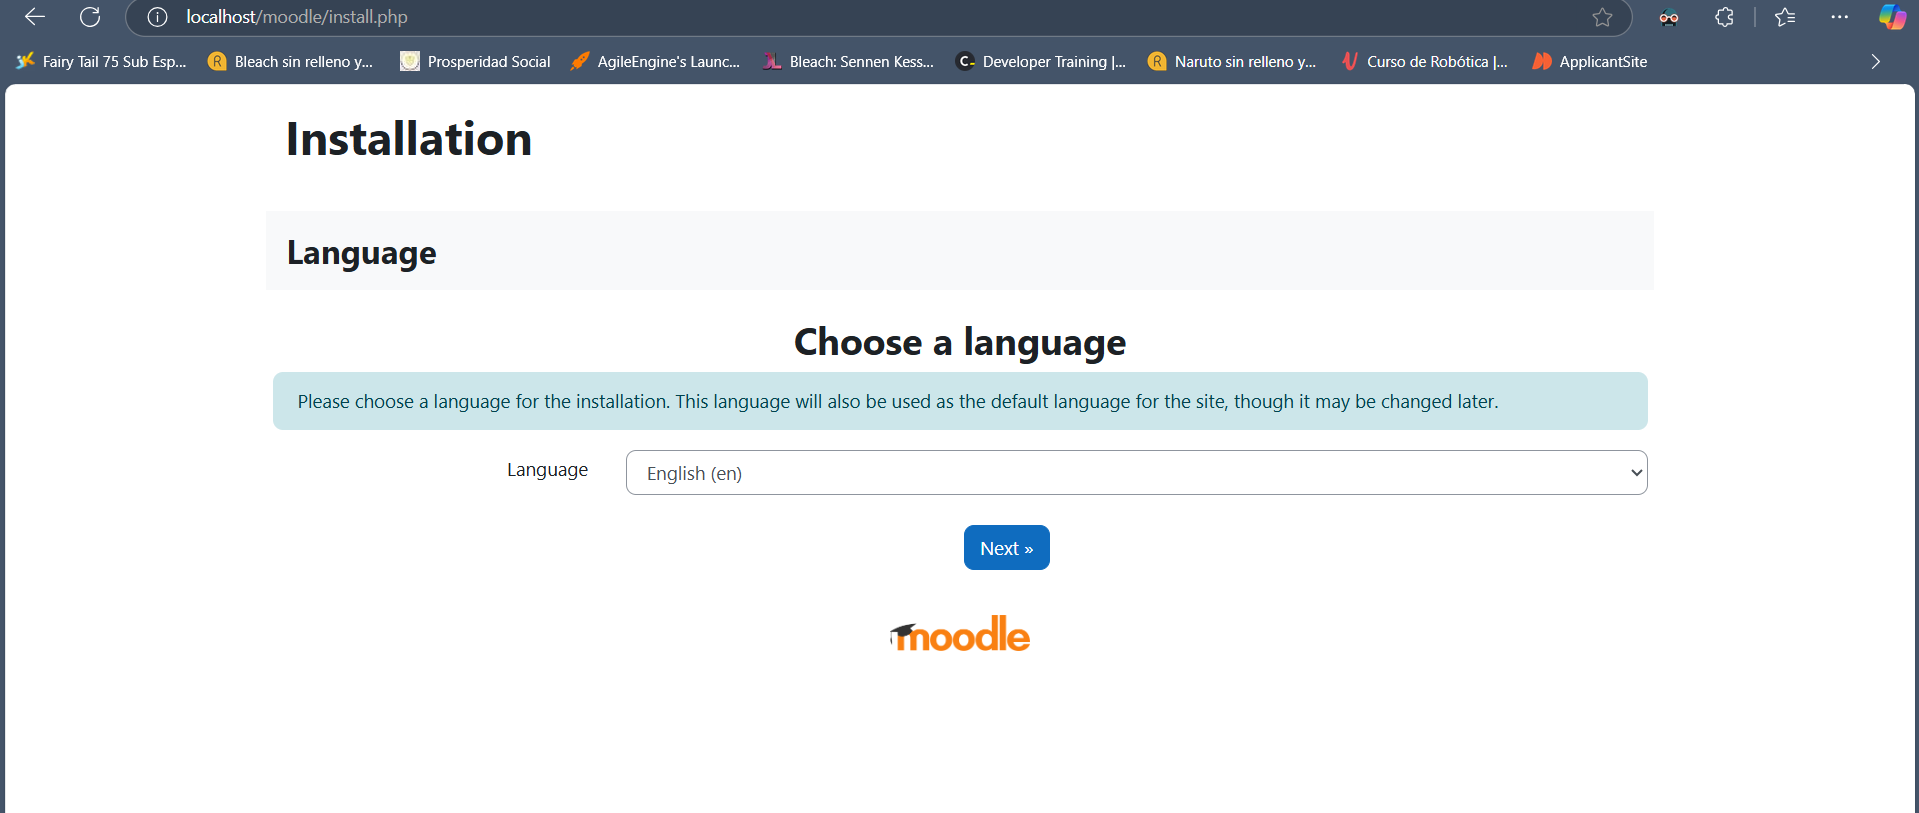 localhost/moodle/install.php
Fairy Tail 75 Sub Esp...
Bleach sin relleno y...
Prosperidad Social
AgileEngine's Launc...
Bleach: Sennen Kess...
Developer Training |...
Naruto sin relleno y...
Curso de Robótica |...
ApplicantSite
Installation
Language
Choose a language
Please choose a language for the installation. This language will also be used as the default language for the site, though it may be changed later.
Language English (en)
Next »
moodle